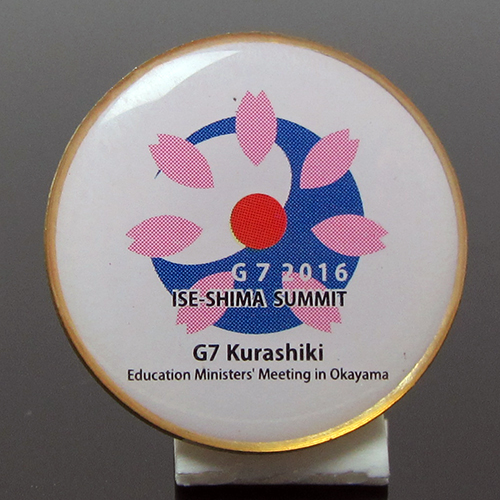 G 7 2016
ISE-SHIMA SUMMIT
G7 Kurashiki
Education Ministers' Meeting in Okayama